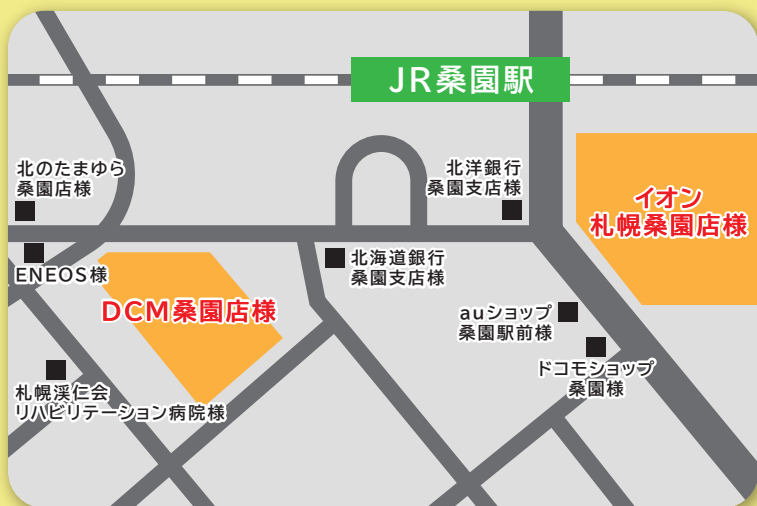 JR桑園駅
北のたまゆら
桑園店様
北洋銀行
桑園支店様
イオン
札幌桑園店様
ENEOS様
北海道銀行
桑園支店様
DCM桑園店様
auショップ
桑園駅前様
ドコモショップ
桑園様
札幌渓仁会
リハビリテーション病院様